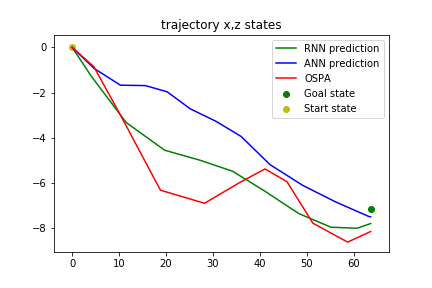 trajectory x,z states
RNN prediction
ANN prediction
OSPA
Goal state
Start state
0
−2
−4
−6
−8
0 10 20 30 40 50 60